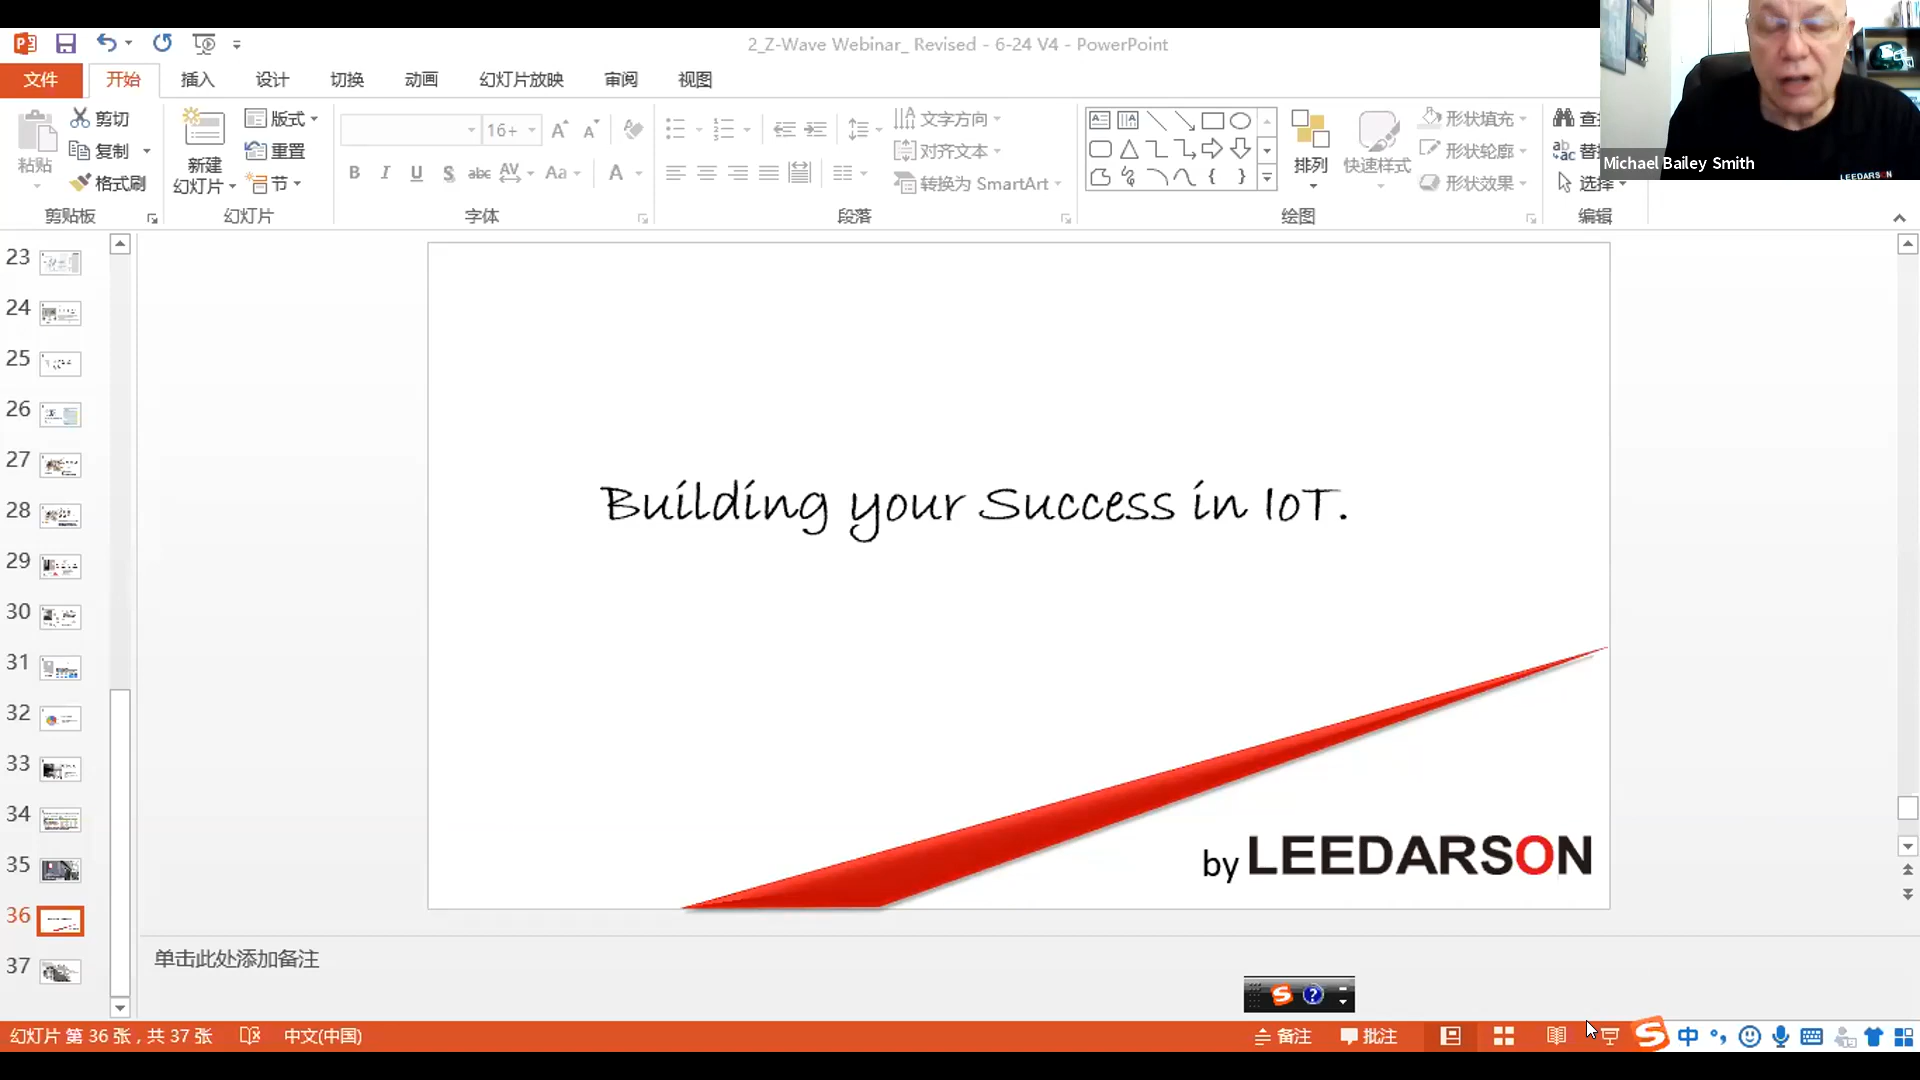 2_Z-Wave Webinar_ Revised - 6-24 V4 - PowerPoint
文件 开始 插入 设计 切换 动画 幻灯片放映 审阅 视图
粘贴 剪切 复制 格式刷
新建 幻灯片 版式 重置 节
16+
B I U S abc AV Aa A
文字方向 对齐文本 转换为 SmartArt
排列 快速样式 形状填充 形状轮廓 形状效果
选择
剪贴板 幻灯片 字体 段落 绘图 编辑
Michael Bailey Smith
LEEDARSON
23
24
25
26
27
28
29
30
31
32
33
34
35
36
37
Building your Success in IoT.
by LEEDARSON
单击此处添加备注
幻灯片 第 36 张，共 37 张 中文(中国) 备注 批注 中